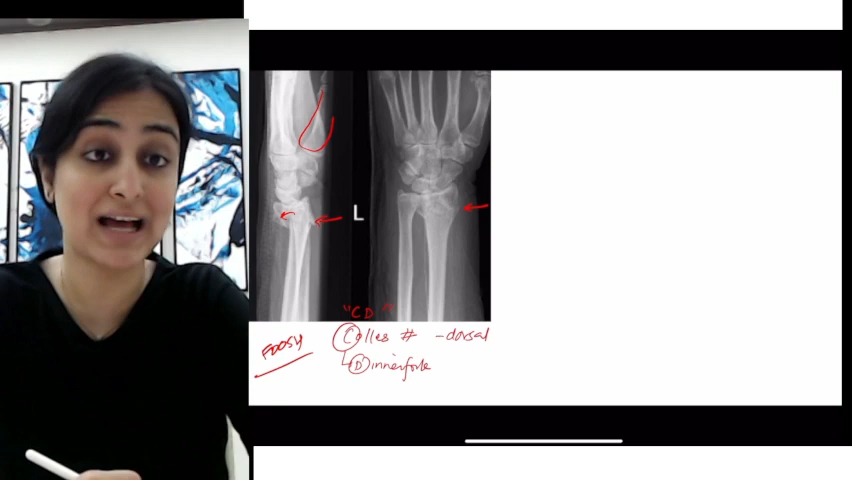 L
"CD"
FOOSH
Colles # -dorsal
Dinnerfork